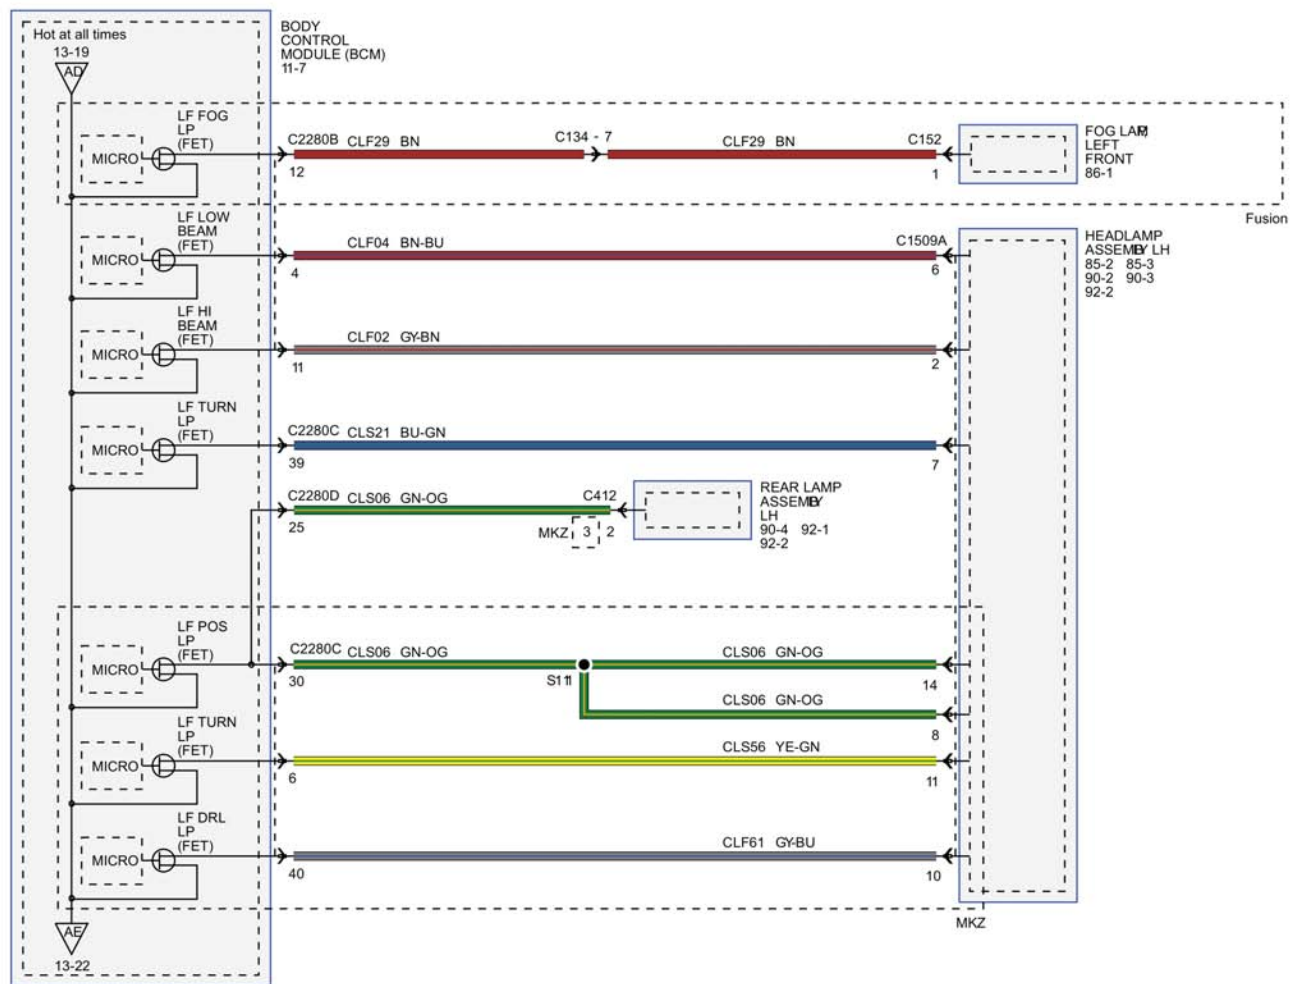 Hot at all times
13-19
AD
BODY
CONTROL
MODULE (BCM)
11-7
LF FOG
LP
(FET)
MICRO
C2280B CLF29 BN
12
C134 - 7
CLF29 BN
C152
1
FOG LAMP,
LEFT
FRONT
86-1
Fusion
LF LOW
BEAM
(FET)
MICRO
CLF04 BN-BU
4
C1509A
6
HEADLAMP
ASSEMBLY LH
85-2 85-3
90-2 90-3
92-2
LF HI
BEAM
(FET)
MICRO
CLF02 GY-BN
11
2
LF TURN
LP
(FET)
MICRO
C2280C CLS21 BU-GN
39
7
C2280D CLS06 GN-OG
25
C412
MKZ 3 2
REAR LAMP
ASSEMBLY
LH
90-4 92-1
92-2
LF POS
LP
(FET)
MICRO
C2280C CLS06 GN-OG
30
S111
CLS06 GN-OG
14
CLS06 GN-OG
8
LF TURN
LP
(FET)
MICRO
6
CLS56 YE-GN
11
LF DRL
LP
(FET)
MICRO
40
CLF61 GY-BU
10
MKZ
AE
13-22